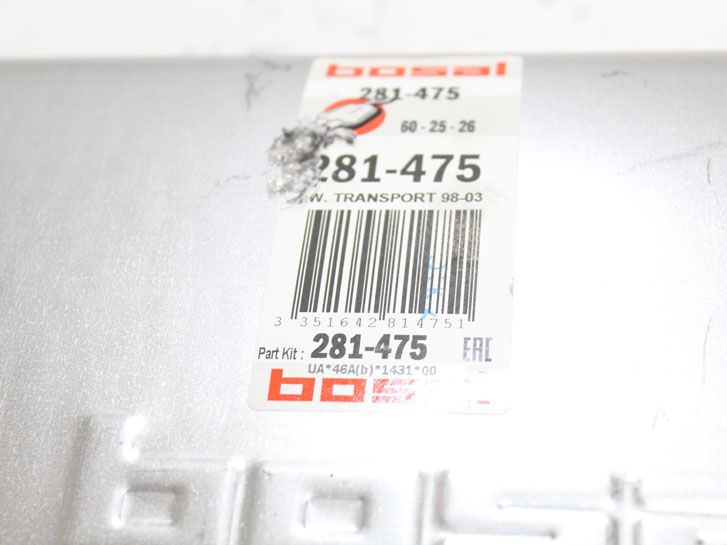 bosal
281-475
60 - 25 - 26
281-475
.W. TRANSPORT 98-03
3 351642 814751
Part Kit : 281-475
EAC
UA*46A(b)*1431*00
bosal
bosa